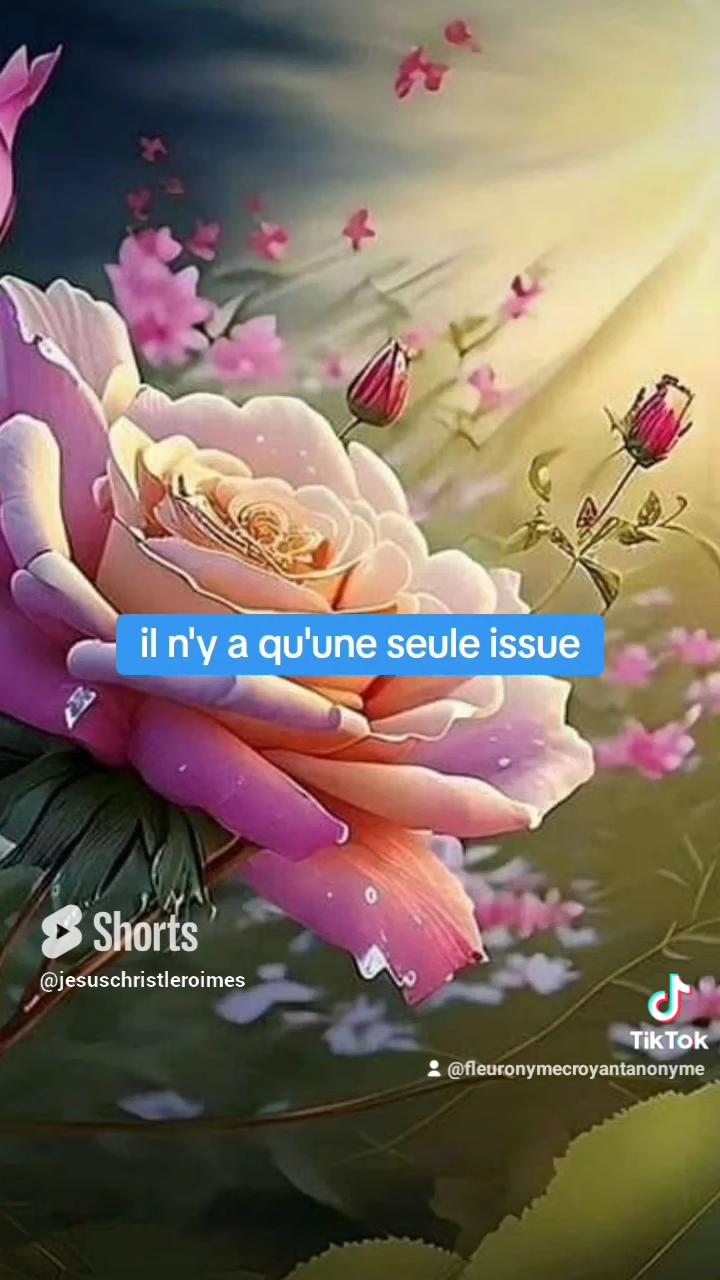 il n'y a qu'une seule issue
Shorts
@jesuschristleroimes
TikTok
@fleuronymecroyantanonyme